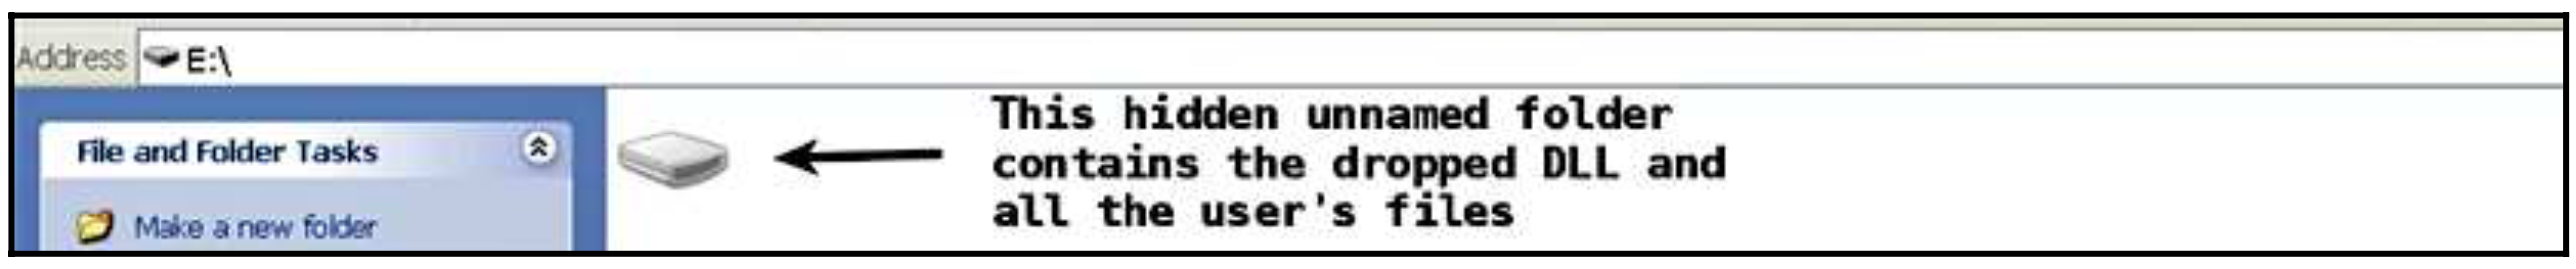 Address E:\
This hidden unnamed folder
contains the dropped DLL and
all the user's files
File and Folder Tasks
Make a new folder